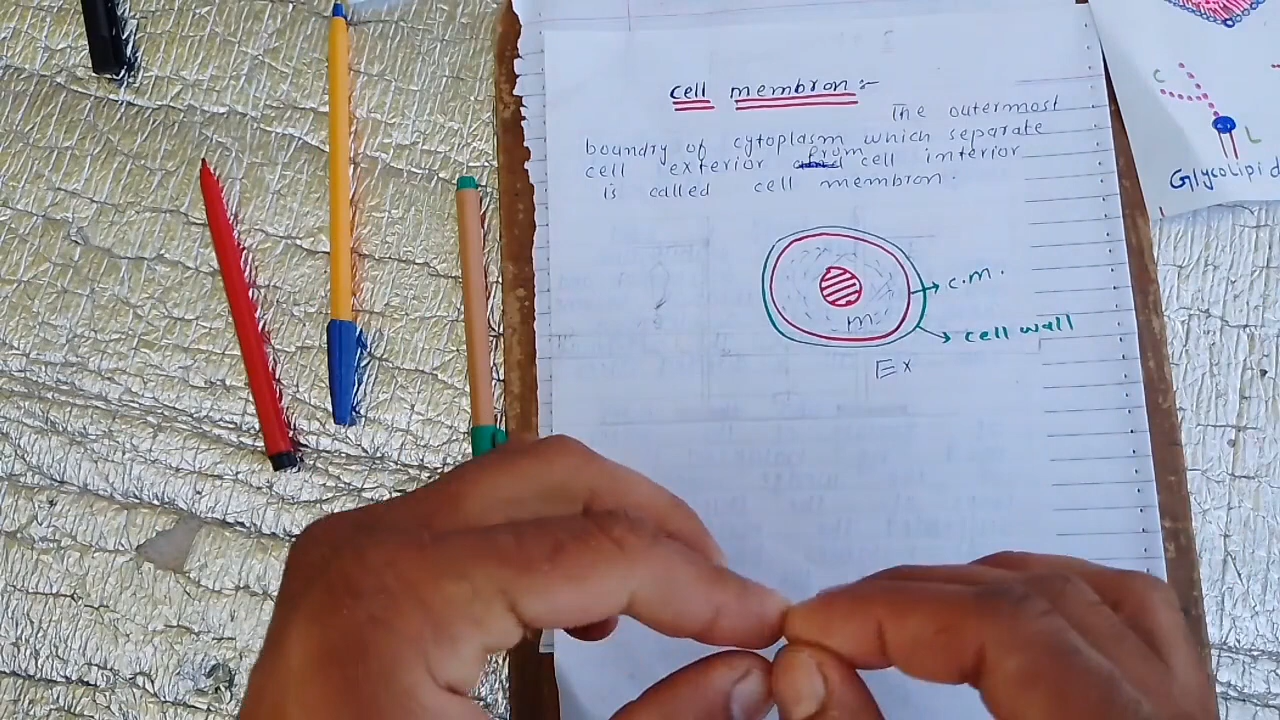 cell membron :-
The outermost
boundry of cytoplasm which separate
cell exterior from cell interior
is called cell membron.
c.m.
m
cell wall
Ex
C
L
Glycolipid